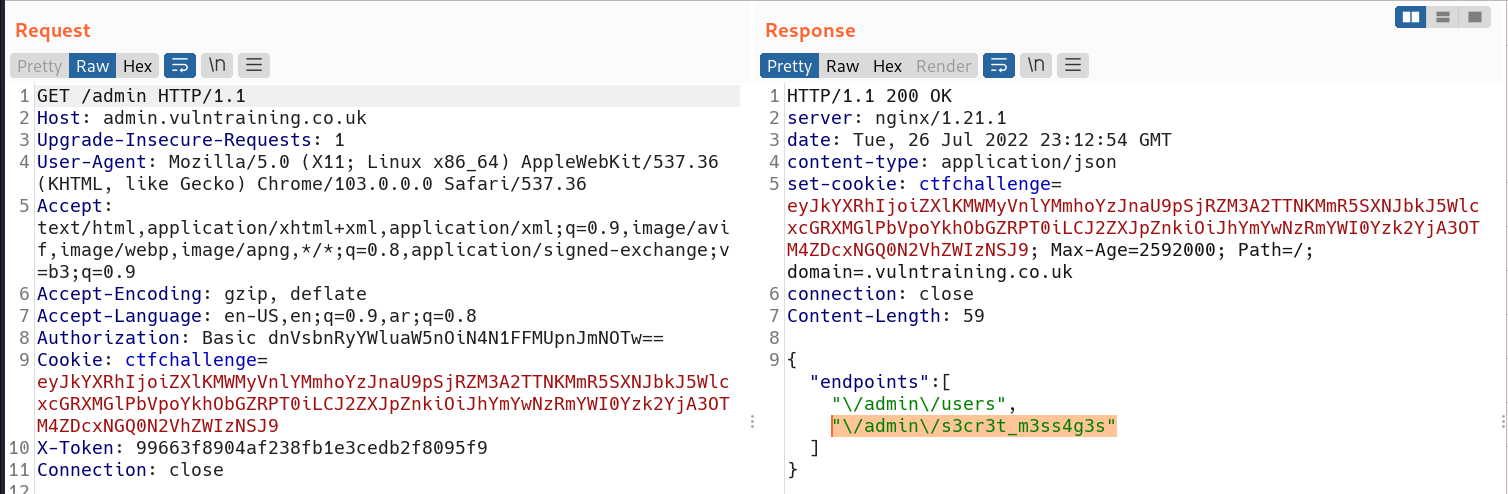 Request
Pretty Raw Hex \n
1 GET /admin HTTP/1.1
2 Host: admin.vulntraining.co.uk
3 Upgrade-Insecure-Requests: 1
4 User-Agent: Mozilla/5.0 (X11; Linux x86_64) AppleWebKit/537.36
(KHTML, like Gecko) Chrome/103.0.0.0 Safari/537.36
5 Accept:
text/html,application/xhtml+xml,application/xml;q=0.9,image/avi
f,image/webp,image/apng,*/*;q=0.8,application/signed-exchange;v
=b3;q=0.9
6 Accept-Encoding: gzip, deflate
7 Accept-Language: en-US,en;q=0.9,ar;q=0.8
8 Authorization: Basic dnVsbnRyYWluaW5nOiN4N1FFMUpnJmNOTw==
9 Cookie: ctfchallenge=
eyJkYXRhIjoiZXlKMWMyVnlYMmhoYzJnaU9pSjRZM3A2TTNKMmR5SXNJbkJ5Wlc
xcGRXMGlPbVpoYkhObGZRPT0iLCJ2ZXJpZnkiOiJhYmYwNzRmYWI0Yzk2YjA3OT
M4ZDcxNGQ0N2VhZWIzNSJ9
10 X-Token: 99663f8904af238fb1e3cedb2f8095f9
11 Connection: close
12
Response
Pretty Raw Hex Render \n
1 HTTP/1.1 200 OK
2 server: nginx/1.21.1
3 date: Tue, 26 Jul 2022 23:12:54 GMT
4 content-type: application/json
5 set-cookie: ctfchallenge=
eyJkYXRhIjoiZXlKMWMyVnlYMmhoYzJnaU9pSjRZM3A2TTNKMmR5SXNJbkJ5Wlc
xcGRXMGlPbVpoYkhObGZRPT0iLCJ2ZXJpZnkiOiJhYmYwNzRmYWI0Yzk2YjA3OT
M4ZDcxNGQ0N2VhZWIzNSJ9; Max-Age=2592000; Path=/;
domain=.vulntraining.co.uk
6 connection: close
7 Content-Length: 59
8
9 {
"endpoints":[
"\/admin\/users",
"\/admin\/s3cr3t_m3ss4g3s"
]
}